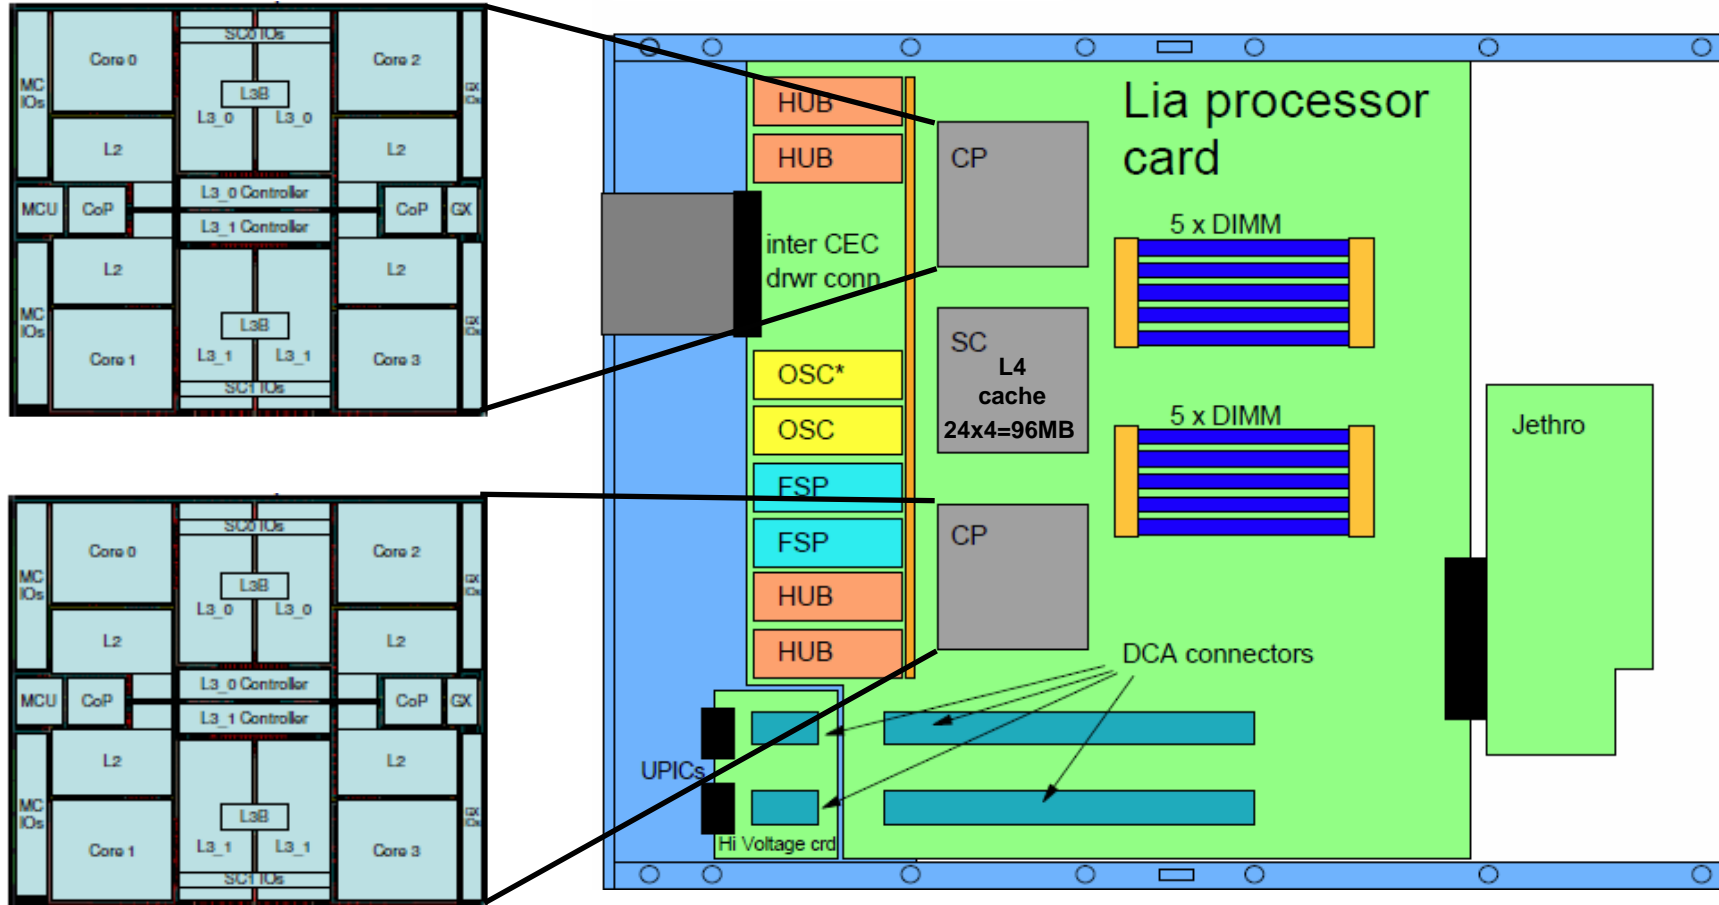 SC0 IOs
Core 0
Core 2
MC
IOs
GX
IOs
L3B
L3_0
L3_0
L2
L2
L3_0 Controller
MCU
CoP
CoP
GX
L3_1 Controller
L2
L2
MC
IOs
GX
IOs
L3B
L3_1
L3_1
Core 1
Core 3
SC1 IOs
SC0 IOs
Core 0
Core 2
MC
IOs
GX
IOs
L3B
L3_0
L3_0
L2
L2
L3_0 Controller
MCU
CoP
CoP
GX
L3_1 Controller
L2
L2
MC
IOs
GX
IOs
L3B
L3_1
L3_1
Core 1
Core 3
SC1 IOs
HUB
HUB
inter CEC
drwr conn
OSC*
OSC
FSP
FSP
HUB
HUB
UPICs
Hi Voltage crd
CP
SC
L4
cache
24x4=96MB
CP
Lia processor
card
5 x DIMM
5 x DIMM
DCA connectors
Jethro